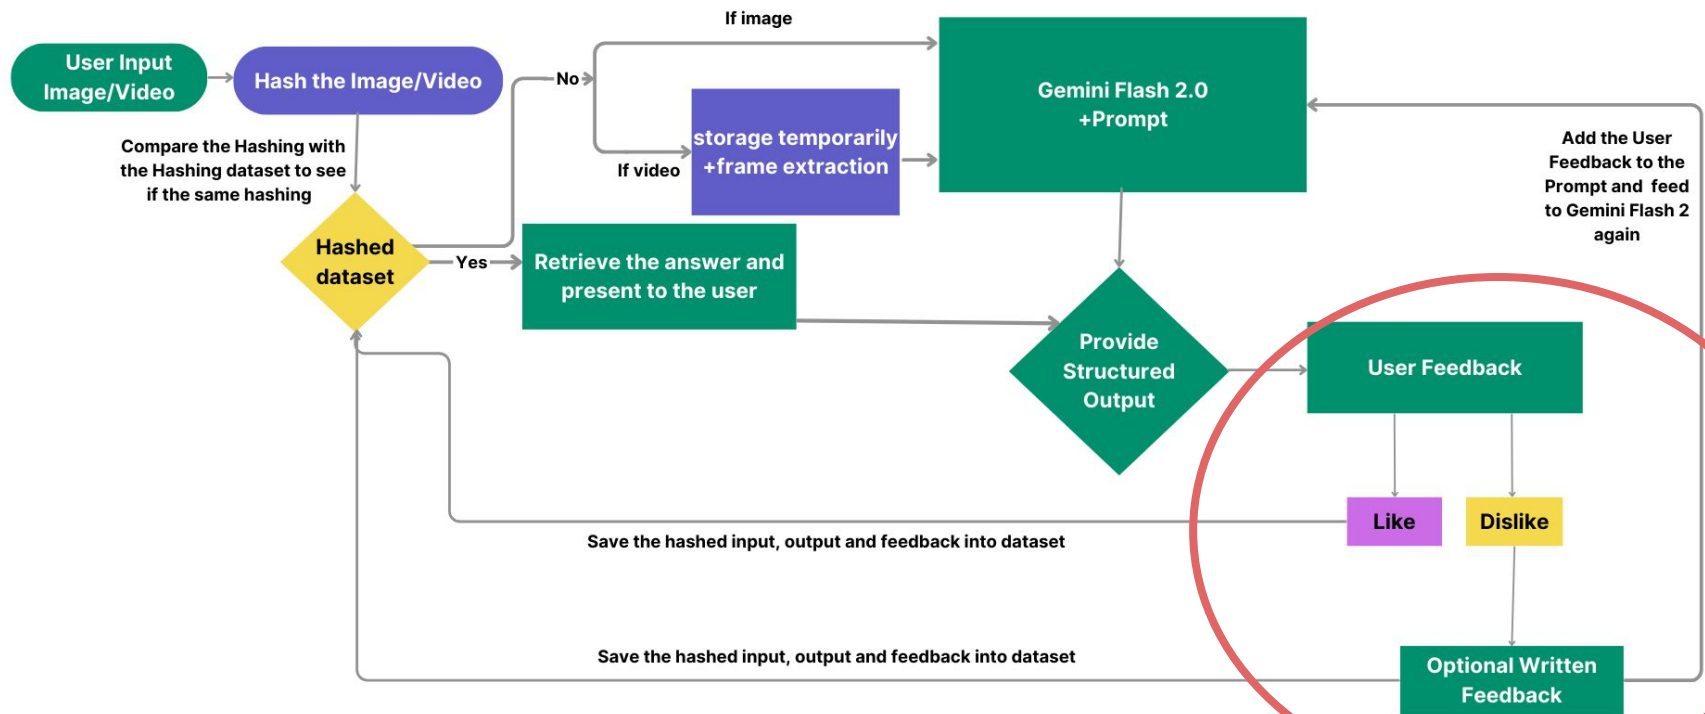 User Input
Image/Video
Hash the Image/Video
Compare the Hashing with
the Hashing dataset to see
if the same hashing
Hashed
dataset
No
Yes
If image
If video
storage temporarily
+frame extraction
Retrieve the answer and
present to the user
Gemini Flash 2.0
+Prompt
Provide
Structured
Output
User Feedback
Like
Dislike
Optional Written
Feedback
Add the User
Feedback to the
Prompt and feed
to Gemini Flash 2
again
Save the hashed input, output and feedback into dataset
Save the hashed input, output and feedback into dataset